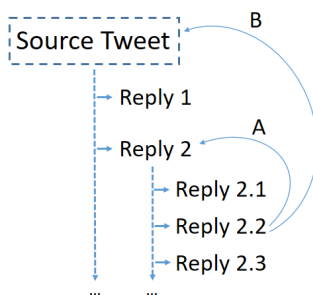 B
Source Tweet
Reply 1
A
Reply 2
Reply 2.1
Reply 2.2
Reply 2.3
... ...